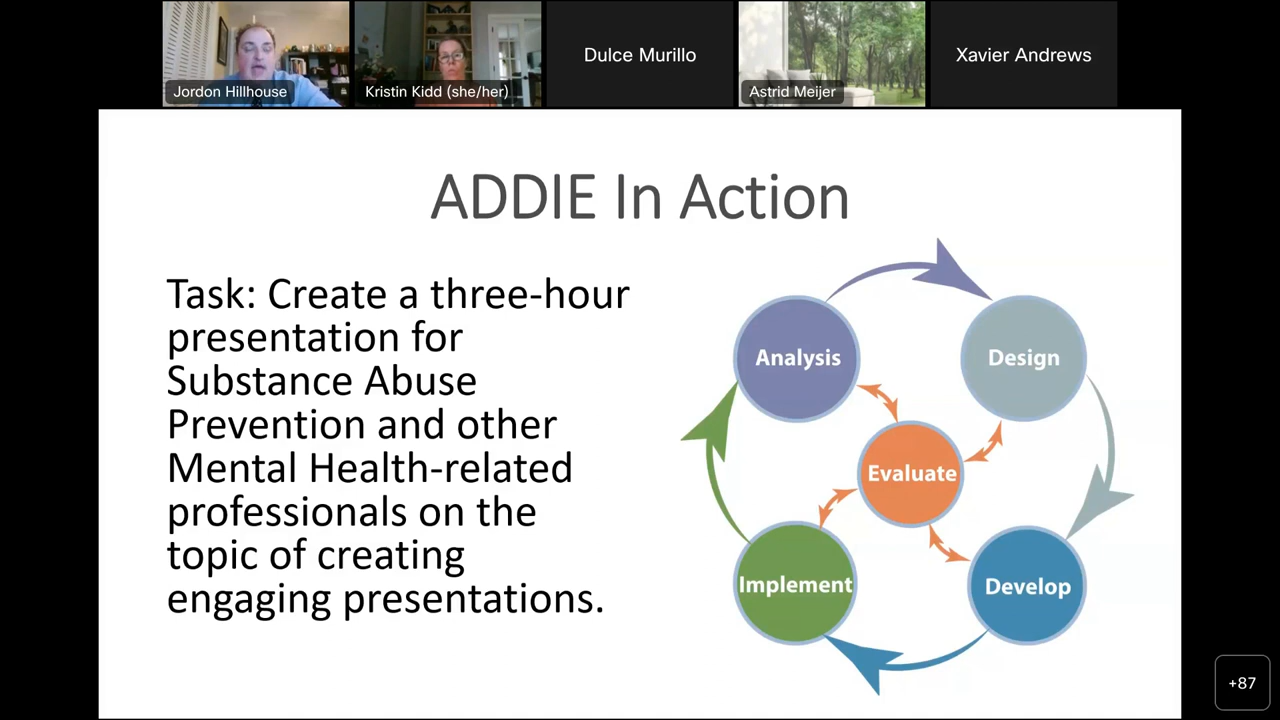 Jordon Hillhouse
Kristin Kidd (she/her)
Dulce Murillo
Astrid Meijer
Xavier Andrews
ADDIE In Action
Task: Create a three-hour
presentation for
Substance Abuse
Prevention and other
Mental Health-related
professionals on the
topic of creating
engaging presentations.
Analysis
Design
Evaluate
Implement
Develop
+87